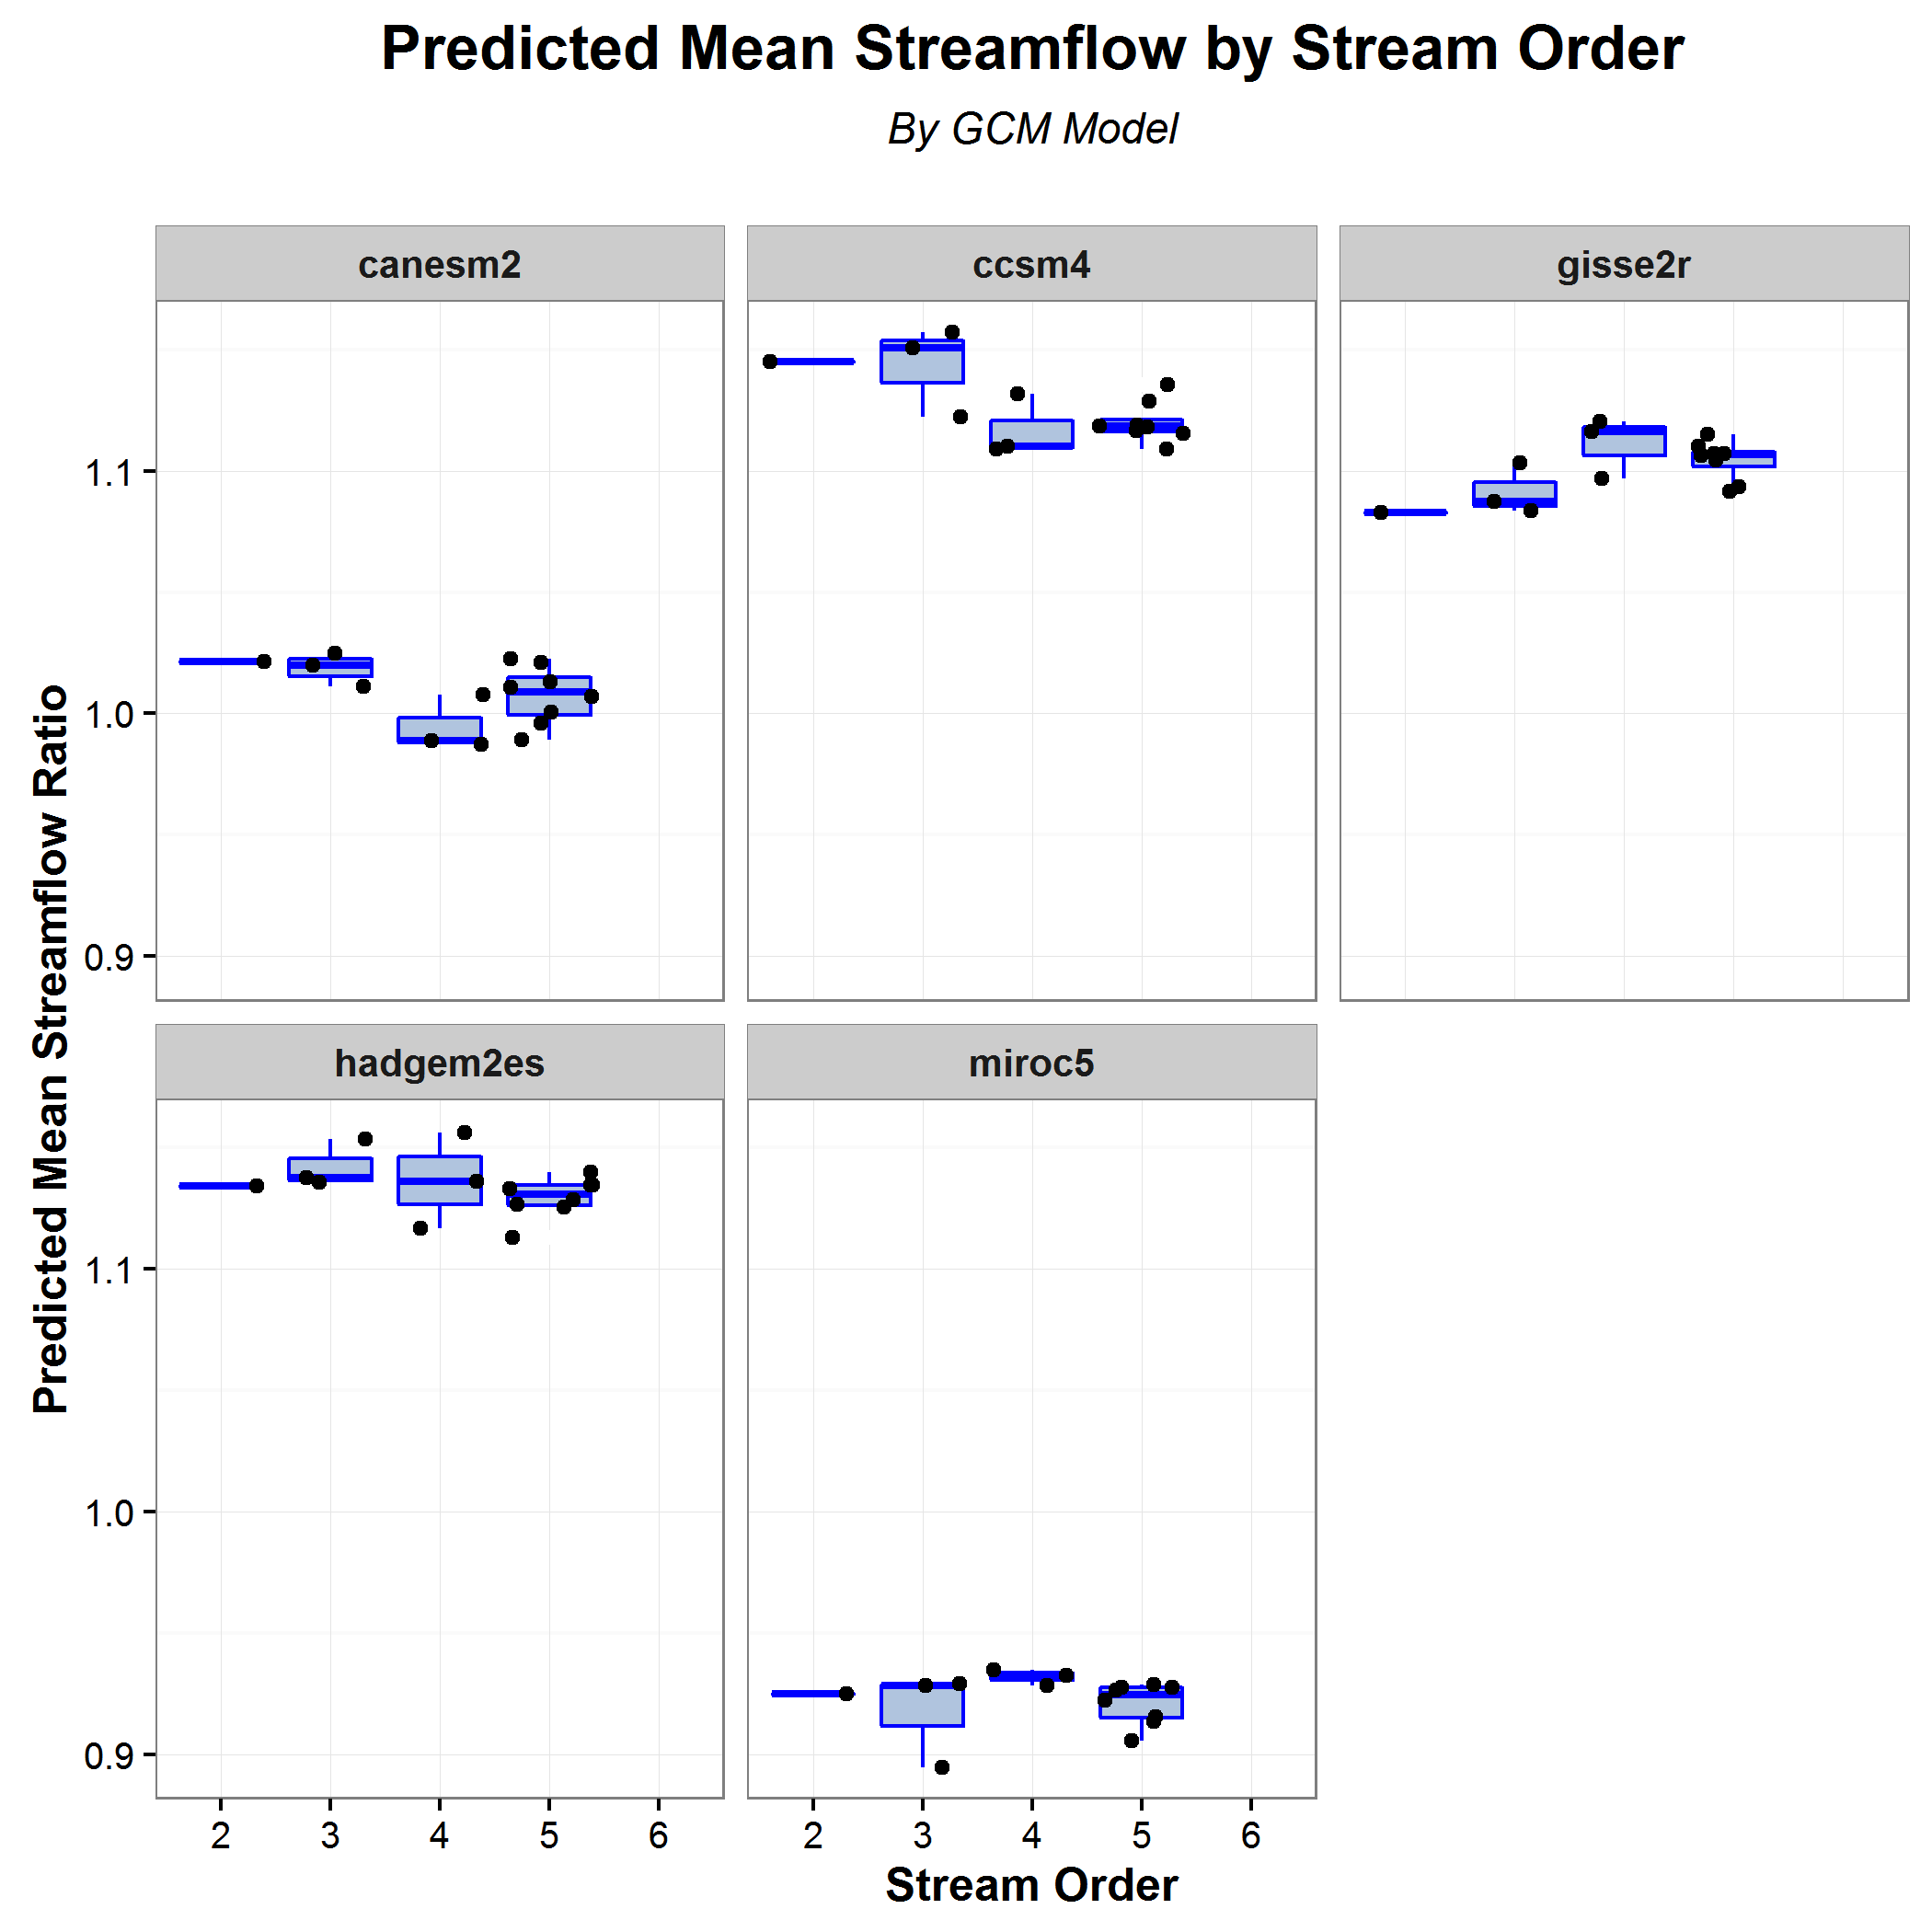 Predicted Mean Streamflow by Stream Order
By GCM Model
canesm2
ccsm4
gisse2r
1.1
1.0
0.9
hadgem2es
miroc5
1.1
1.0
0.9
2 3 4 5 6
2 3 4 5 6
Stream Order
Predicted Mean Streamflow Ratio